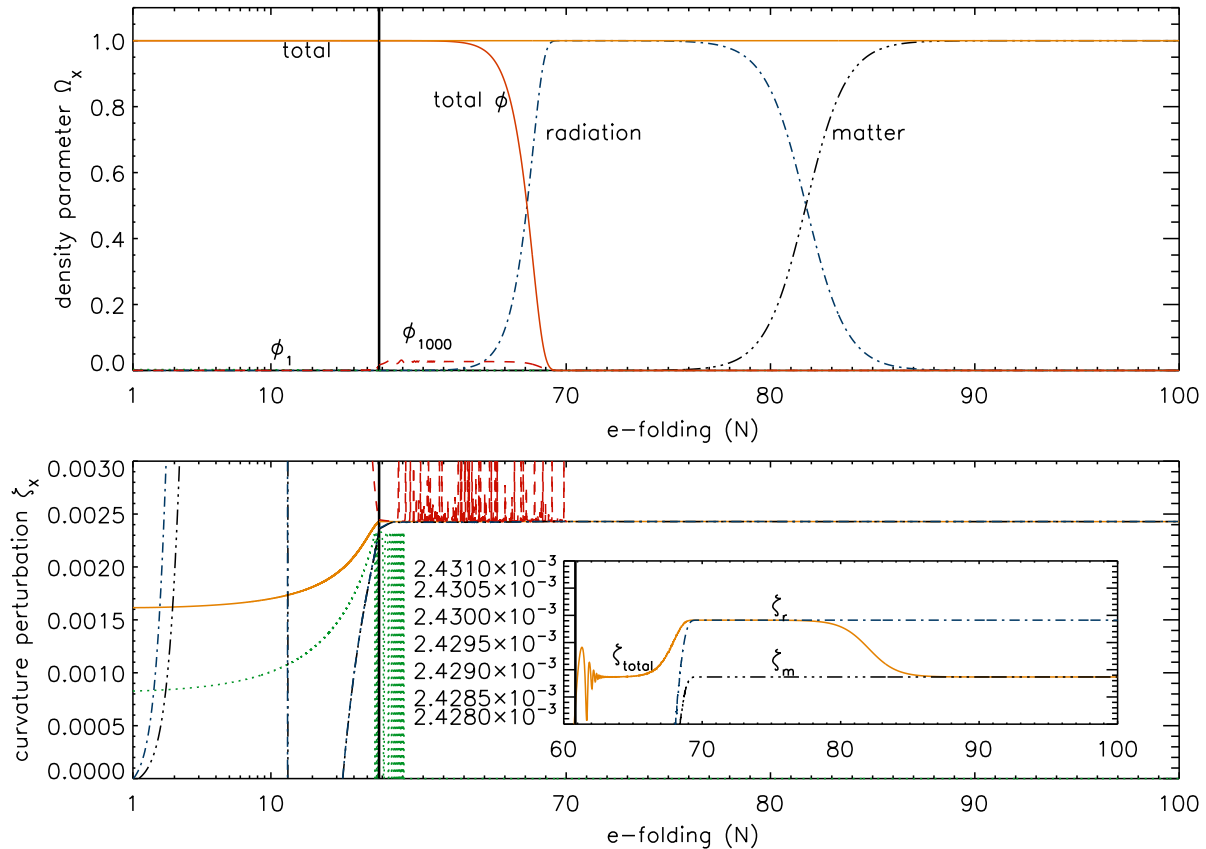 total
total ϕ
radiation
matter
ϕ₁
ϕ₁₀₀₀
density parameter Ωₓ
1.0
0.8
0.6
0.4
0.2
0.0
1 10 70 80 90 100
e-folding (N)
curvature perturbation ζₓ
0.0030
0.0025
0.0020
0.0015
0.0010
0.0005
0.0000
2.4310×10⁻³
2.4305×10⁻³
2.4300×10⁻³
2.4295×10⁻³
2.4290×10⁻³
2.4285×10⁻³
2.4280×10⁻³
ζᵣ
ζtotal
ζₘ
60 70 80 90 100
1 10 70 80 90 100
e-folding (N)